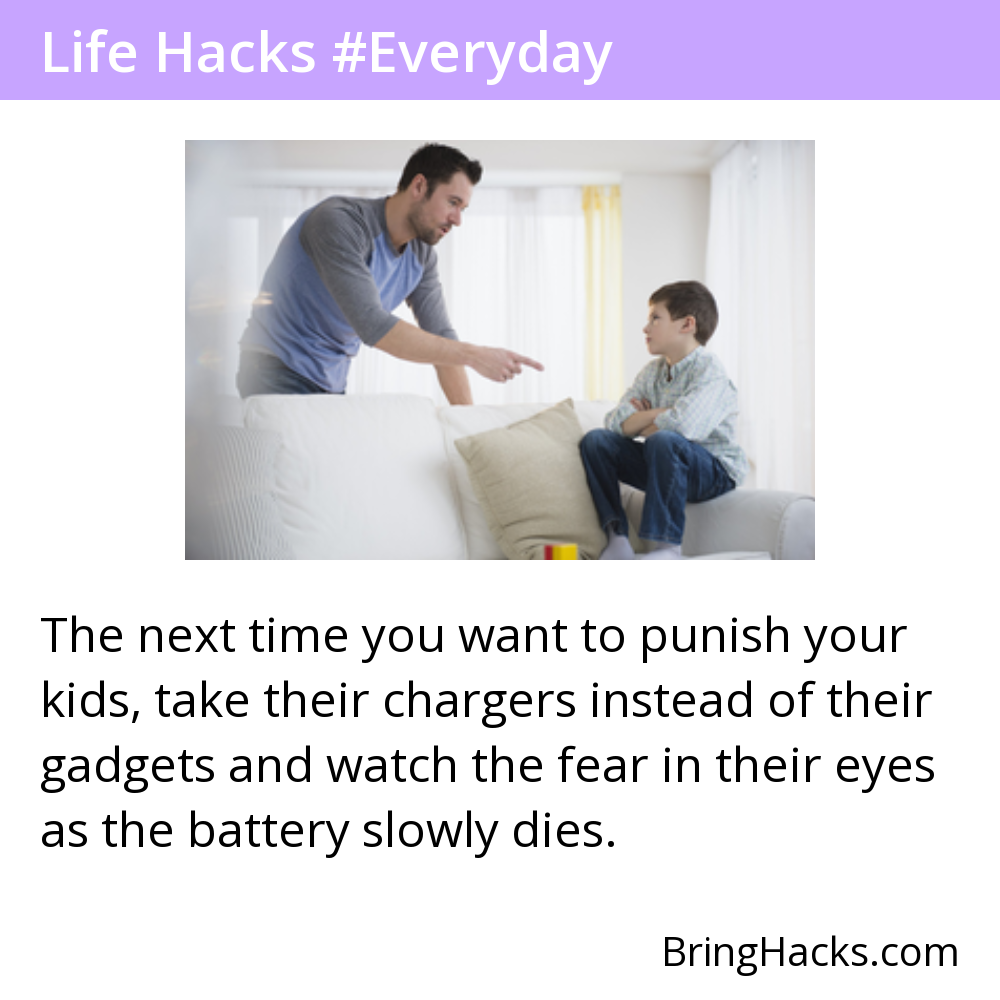 Life Hacks #Everyday
The next time you want to punish your
kids, take their chargers instead of their
gadgets and watch the fear in their eyes
as the battery slowly dies.
BringHacks.com